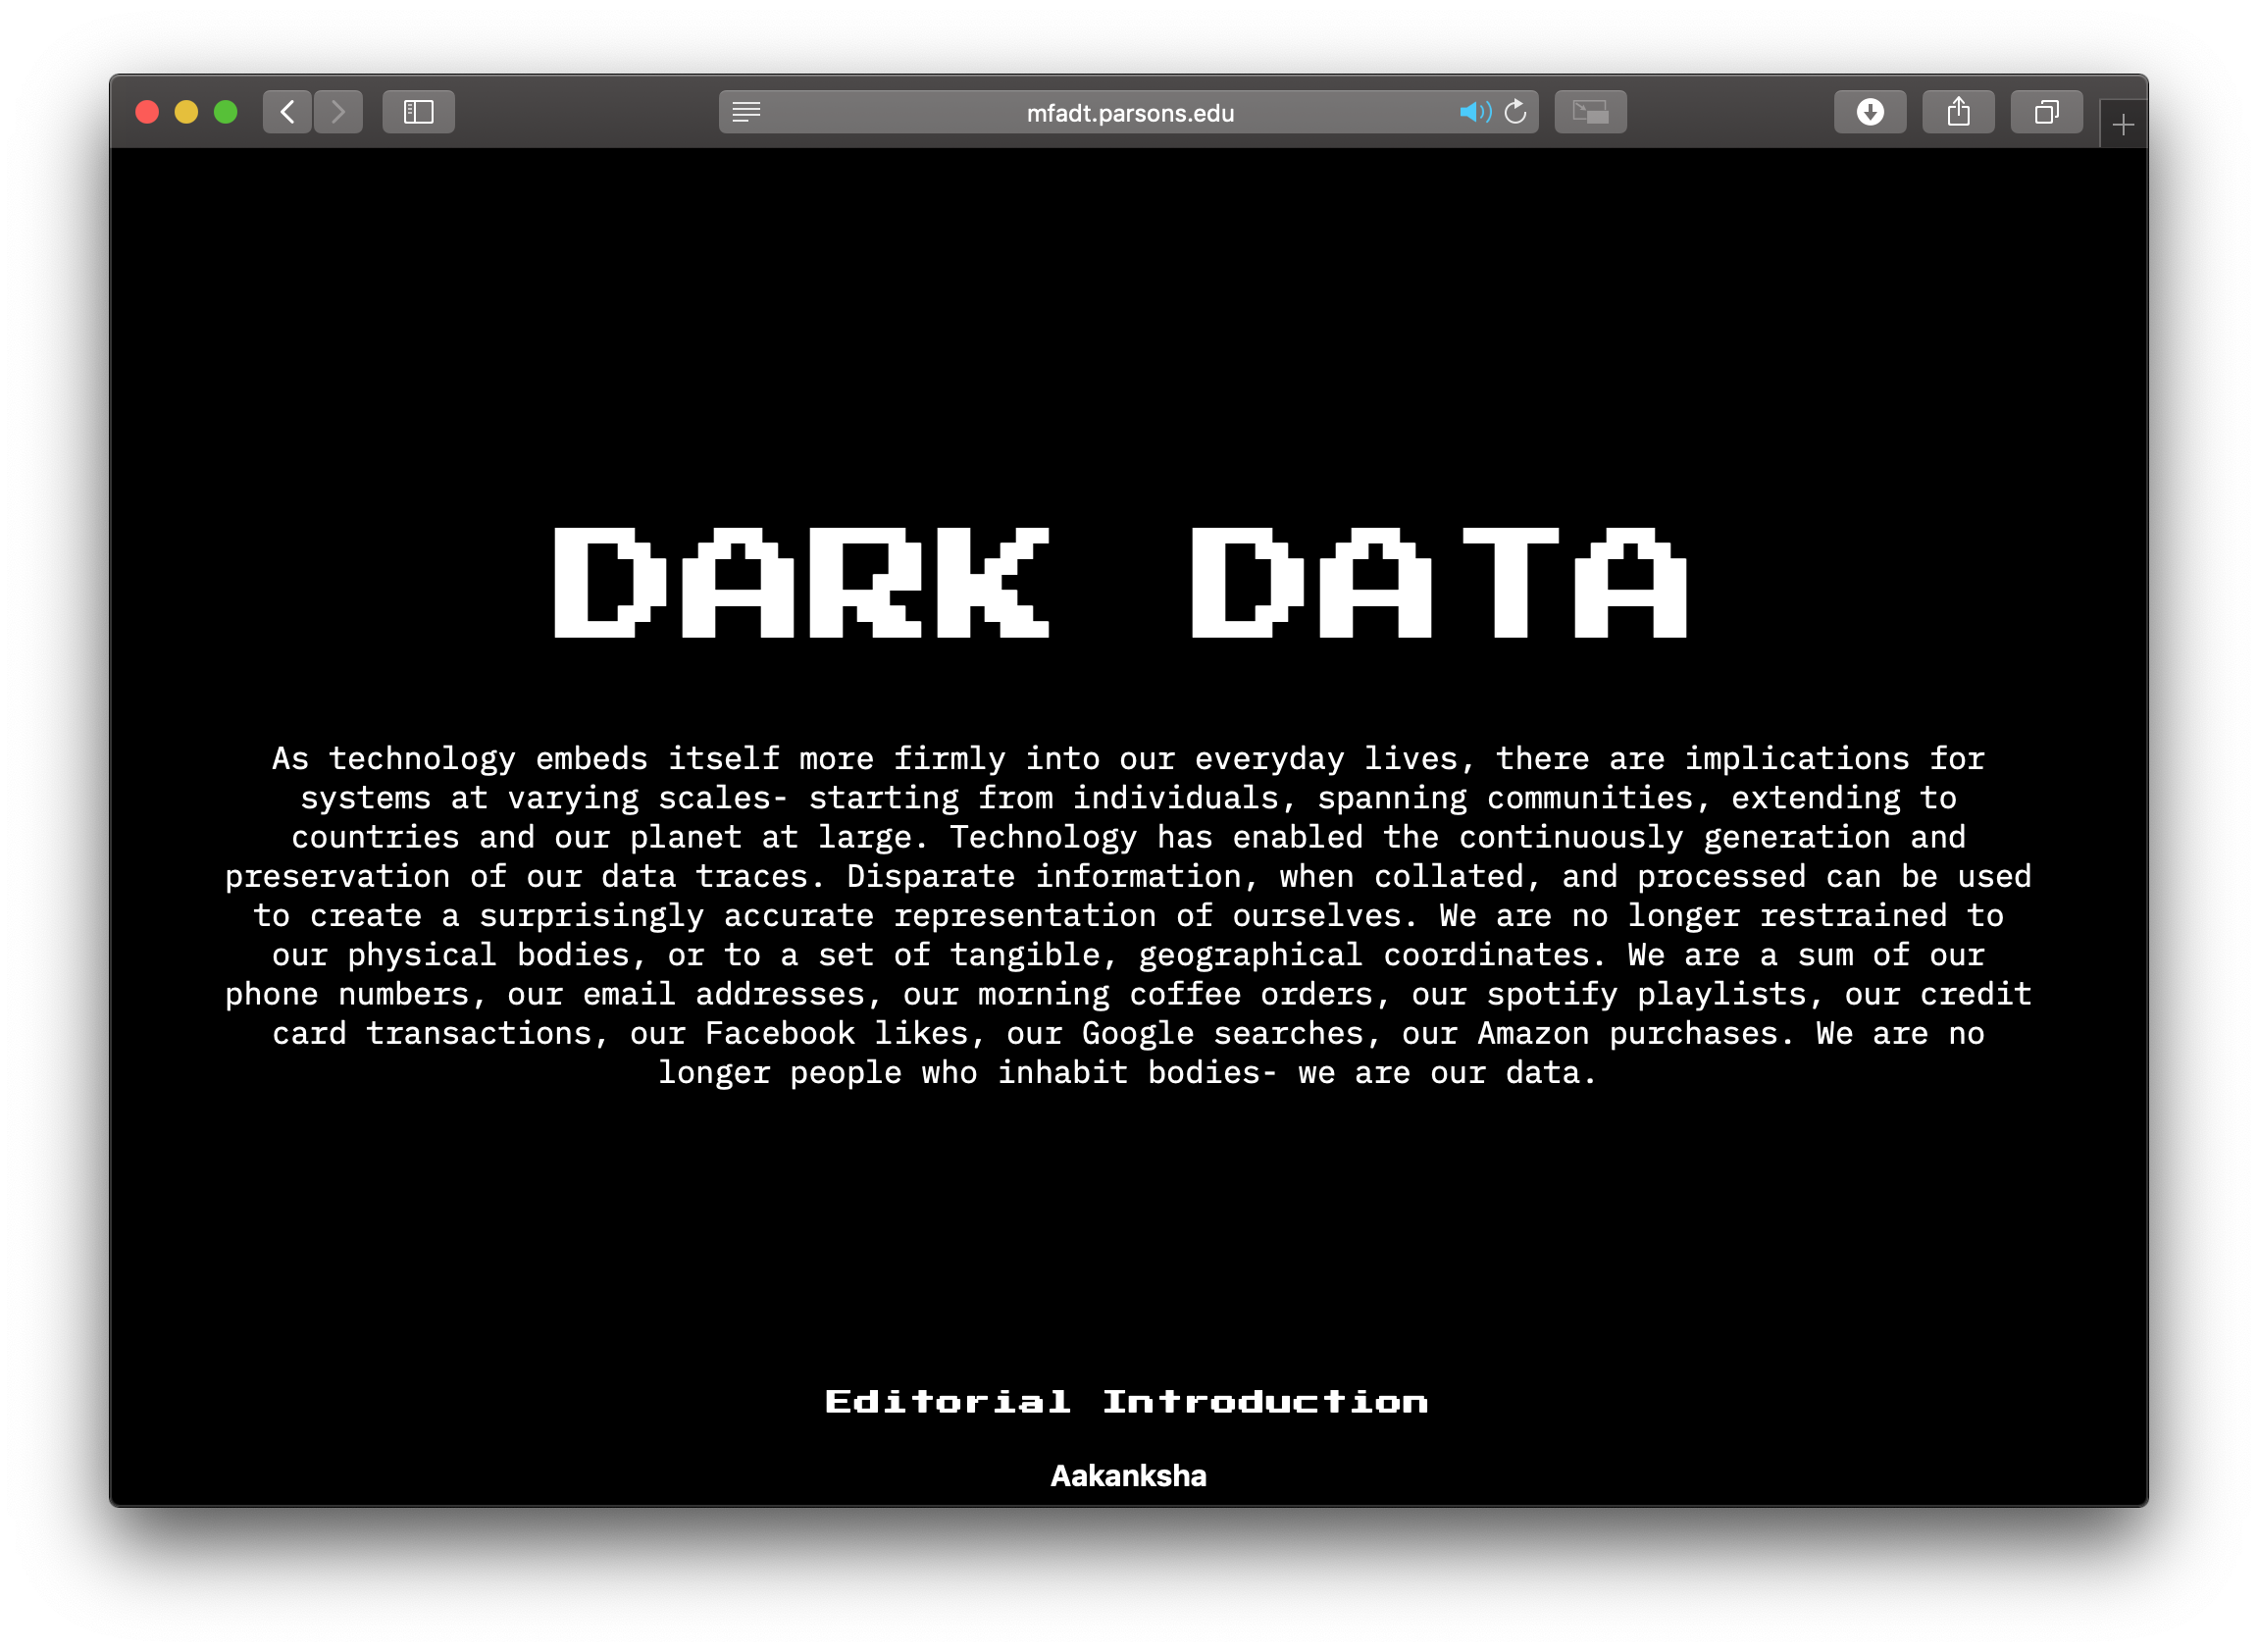 mfadt.parsons.edu
DARK DATA
As technology embeds itself more firmly into our everyday lives, there are implications for
systems at varying scales- starting from individuals, spanning communities, extending to
countries and our planet at large. Technology has enabled the continuously generation and
preservation of our data traces. Disparate information, when collated, and processed can be used
to create a surprisingly accurate representation of ourselves. We are no longer restrained to
our physical bodies, or to a set of tangible, geographical coordinates. We are a sum of our
phone numbers, our email addresses, our morning coffee orders, our spotify playlists, our credit
card transactions, our Facebook likes, our Google searches, our Amazon purchases. We are no
longer people who inhabit bodies- we are our data.
Editorial Introduction
Aakanksha